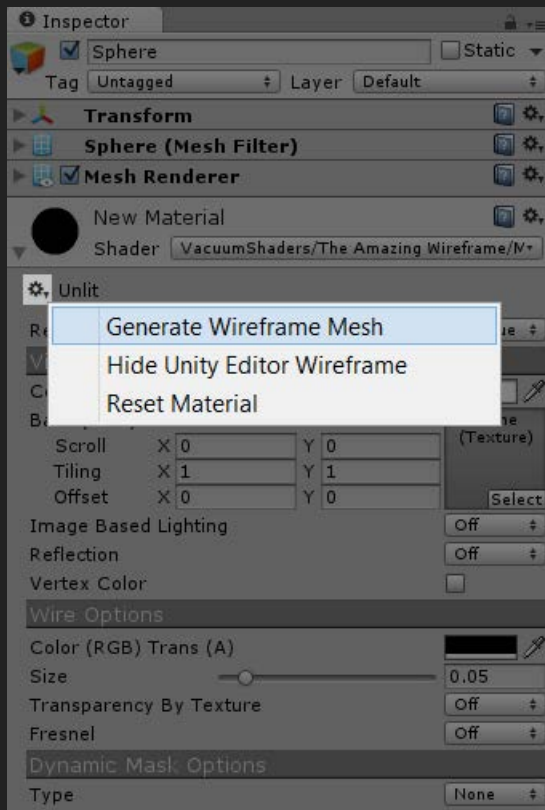 Inspector
Sphere Static
Tag Untagged Layer Default
Transform
Sphere (Mesh Filter)
Mesh Renderer
New Material
Shader VacuumShaders/The Amazing Wireframe/M
Unlit
Generate Wireframe Mesh
Hide Unity Editor Wireframe
Reset Material
(Texture)
Scroll X 0 Y 0
Tiling X 1 Y 1
Offset X 0 Y 0 Select
Image Based Lighting Off
Reflection Off
Vertex Color
Wire Options
Color (RGB) Trans (A)
Size 0.05
Transparency By Texture Off
Fresnel Off
Dynamic Mask Options
Type None